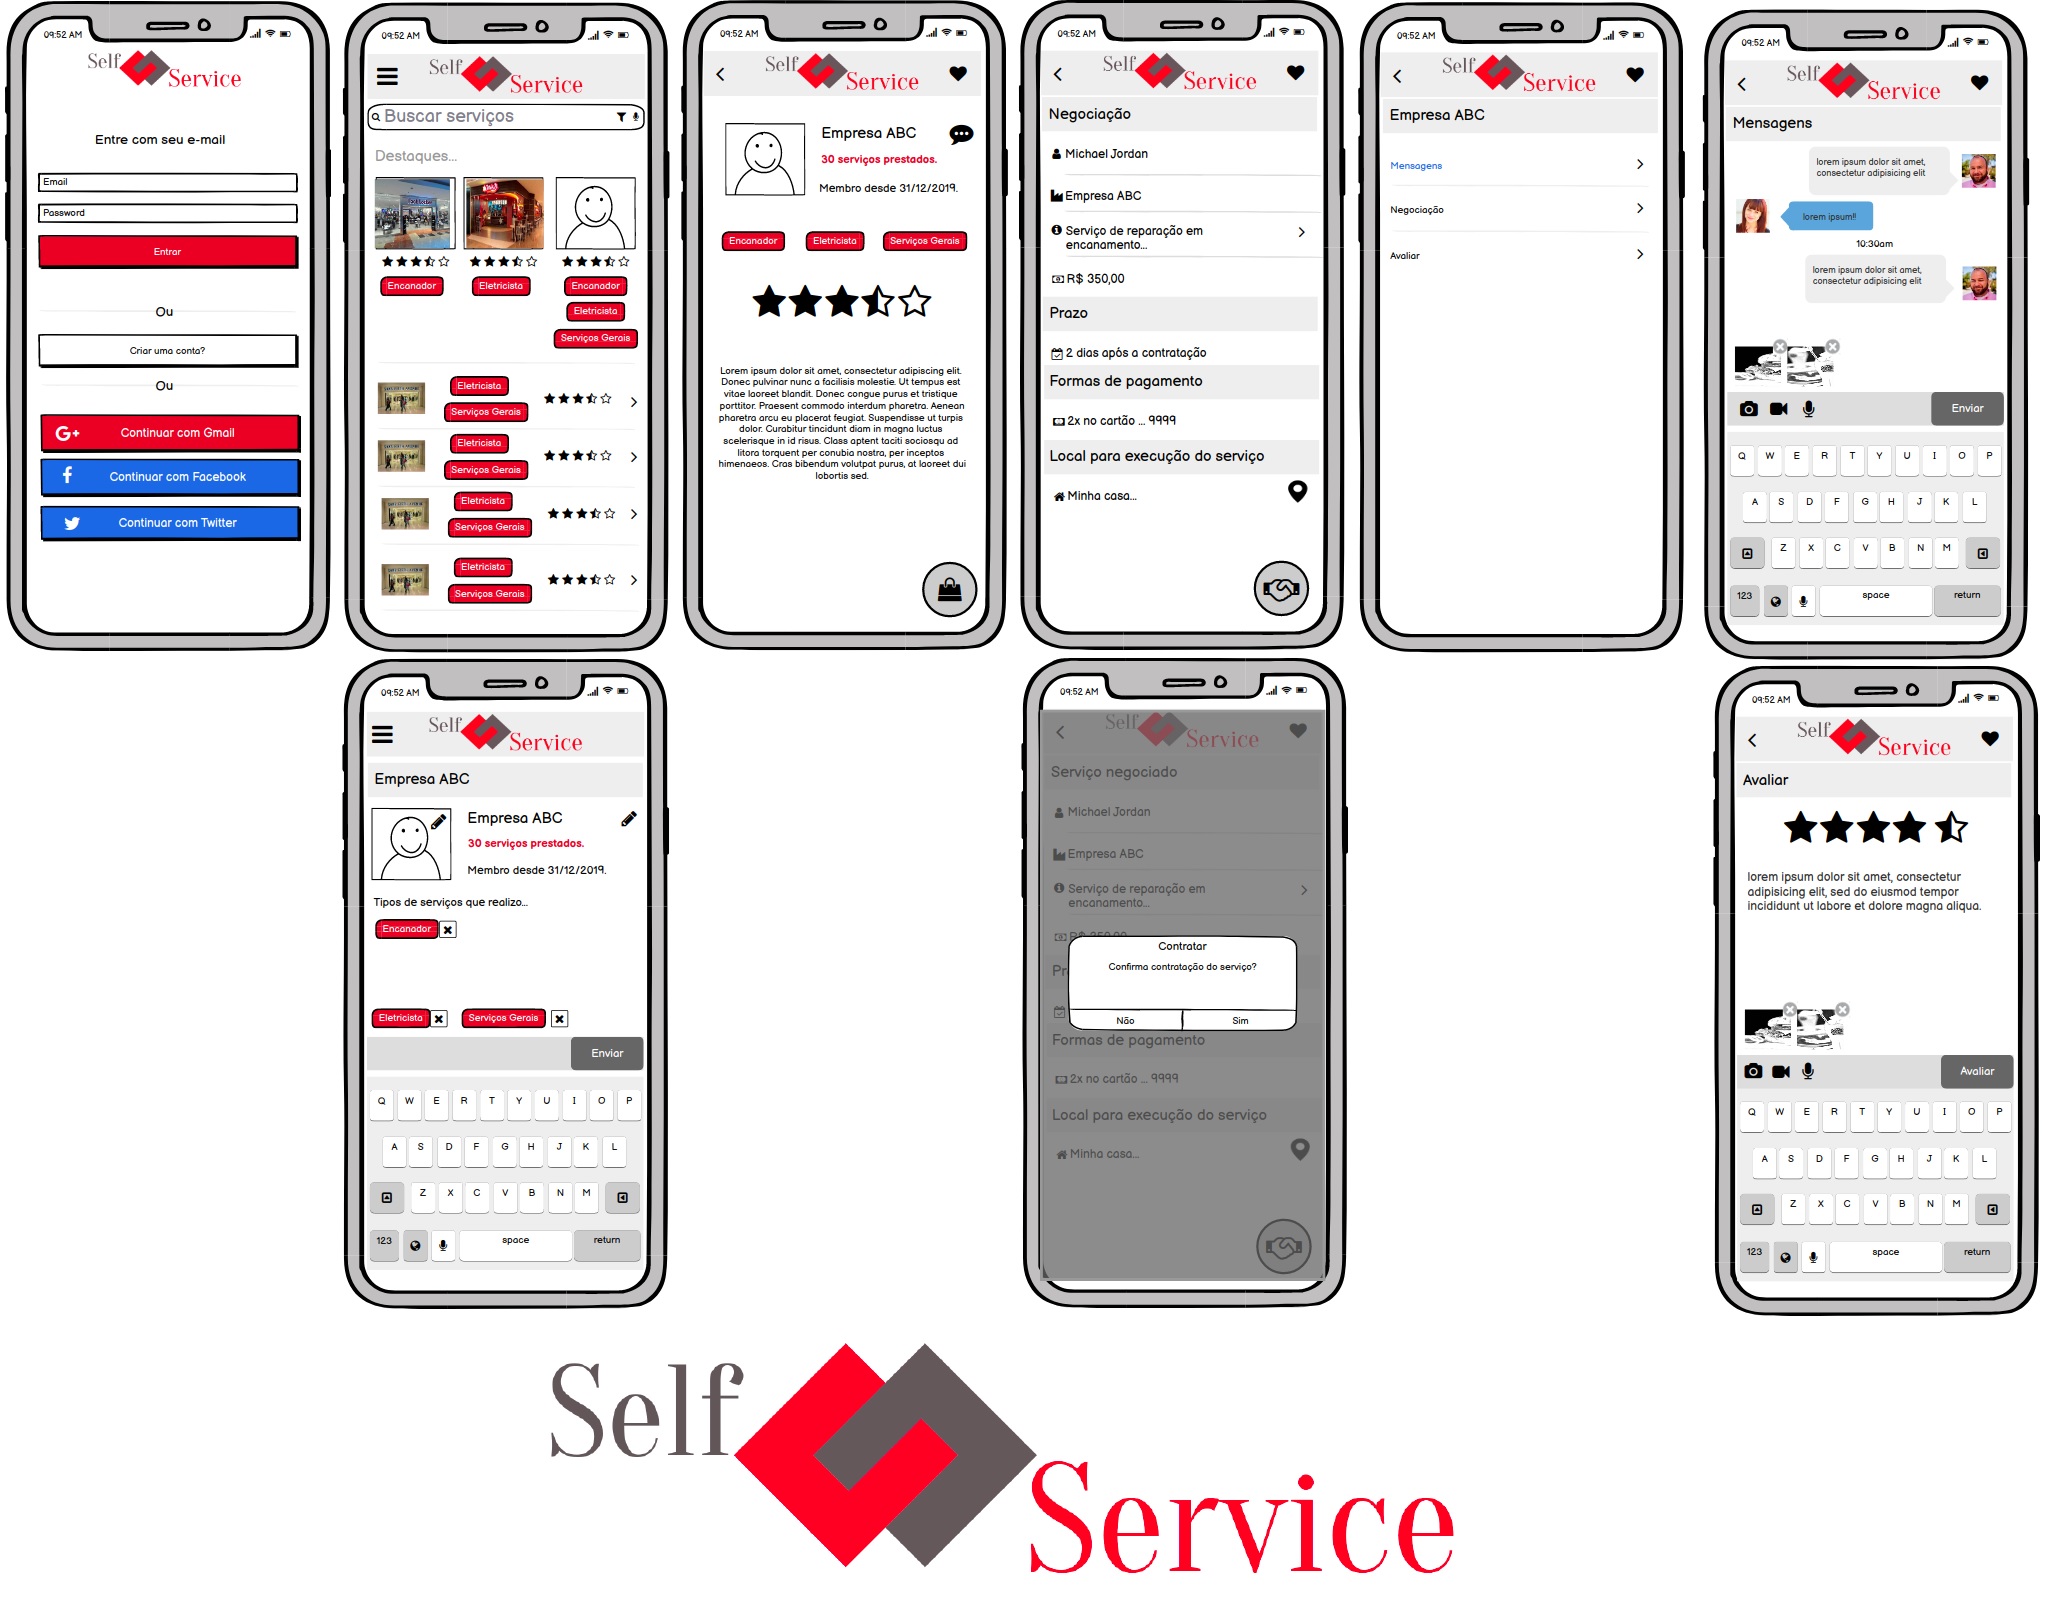 09:52 AM
Self
Service
Entre com seu e-mail
Email
Password
Entrar
Ou
Criar uma conta?
Ou
G+ Continuar com Gmail
f Continuar com Facebook
Continuar com Twitter
09:52 AM
Self
Service
Buscar serviços
Destaques...
Encanador
Eletricista
Encanador
Eletricista
Serviços Gerais
Eletricista
Serviços Gerais
Eletricista
Serviços Gerais
Eletricista
Serviços Gerais
Eletricista
Serviços Gerais
09:52 AM
Self
Service
Empresa ABC
30 serviços prestados.
Membro desde 31/12/2019.
Encanador
Eletricista
Serviços Gerais
Lorem ipsum dolor sit amet, consectetur adipiscing elit.
Donec pulvinar nunc a facilisis molestie. Ut tempus est
vitae laoreet blandit. Donec congue purus et tristique
porttitor. Praesent commodo interdum pharetra. Aenean
pharetra arcu eu placerat feugiat. Suspendisse ut turpis
dolor. Curabitur tincidunt diam in magna luctus
scelerisque in id risus. Class aptent taciti sociosqu ad
litora torquent per conubia nostra, per inceptos
himenaeos. Cras bibendum volutpat purus, at laoreet dui
lobortis sed.
09:52 AM
Self
Service
Negociação
Michael Jordan
Empresa ABC
Serviço de reparação em
encanamento...
R$ 350,00
Prazo
2 dias após a contratação
Formas de pagamento
2x no cartão ... 9999
Local para execução do serviço
Minha casa...
09:52 AM
Self
Service
Empresa ABC
Mensagens
Negociação
Avaliar
09:52 AM
Self
Service
Mensagens
lorem ipsum dolor sit amet,
consectetur adipisicing elit
lorem ipsum!!
10:30am
lorem ipsum dolor sit amet,
consectetur adipisicing elit
Enviar
Q W E R T Y U I O P
A S D F G H J K L
Z X C V B N M
123 space return
09:52 AM
Self
Service
Empresa ABC
Empresa ABC
30 serviços prestados.
Membro desde 31/12/2019.
Tipos de serviços que realizo...
Encanador
Eletricista
Serviços Gerais
Enviar
Q W E R T Y U I O P
A S D F G H J K L
Z X C V B N M
123 space return
09:52 AM
Self
Service
Serviço negociado
Michael Jordan
Empresa ABC
Serviço de reparação em
encanamento...
R$ 350,00
Pr
Contratar
Confirma contratação do serviço?
Não
Sim
Formas de pagamento
2x no cartão ... 9999
Local para execução do serviço
Minha casa...
09:52 AM
Self
Service
Avaliar
lorem ipsum dolor sit amet, consectetur
adipisicing elit, sed do eiusmod tempor
incididunt ut labore et dolore magna aliqua.
Avaliar
Q W E R T Y U I O P
A S D F G H J K L
Z X C V B N M
123 space return
Self
Service